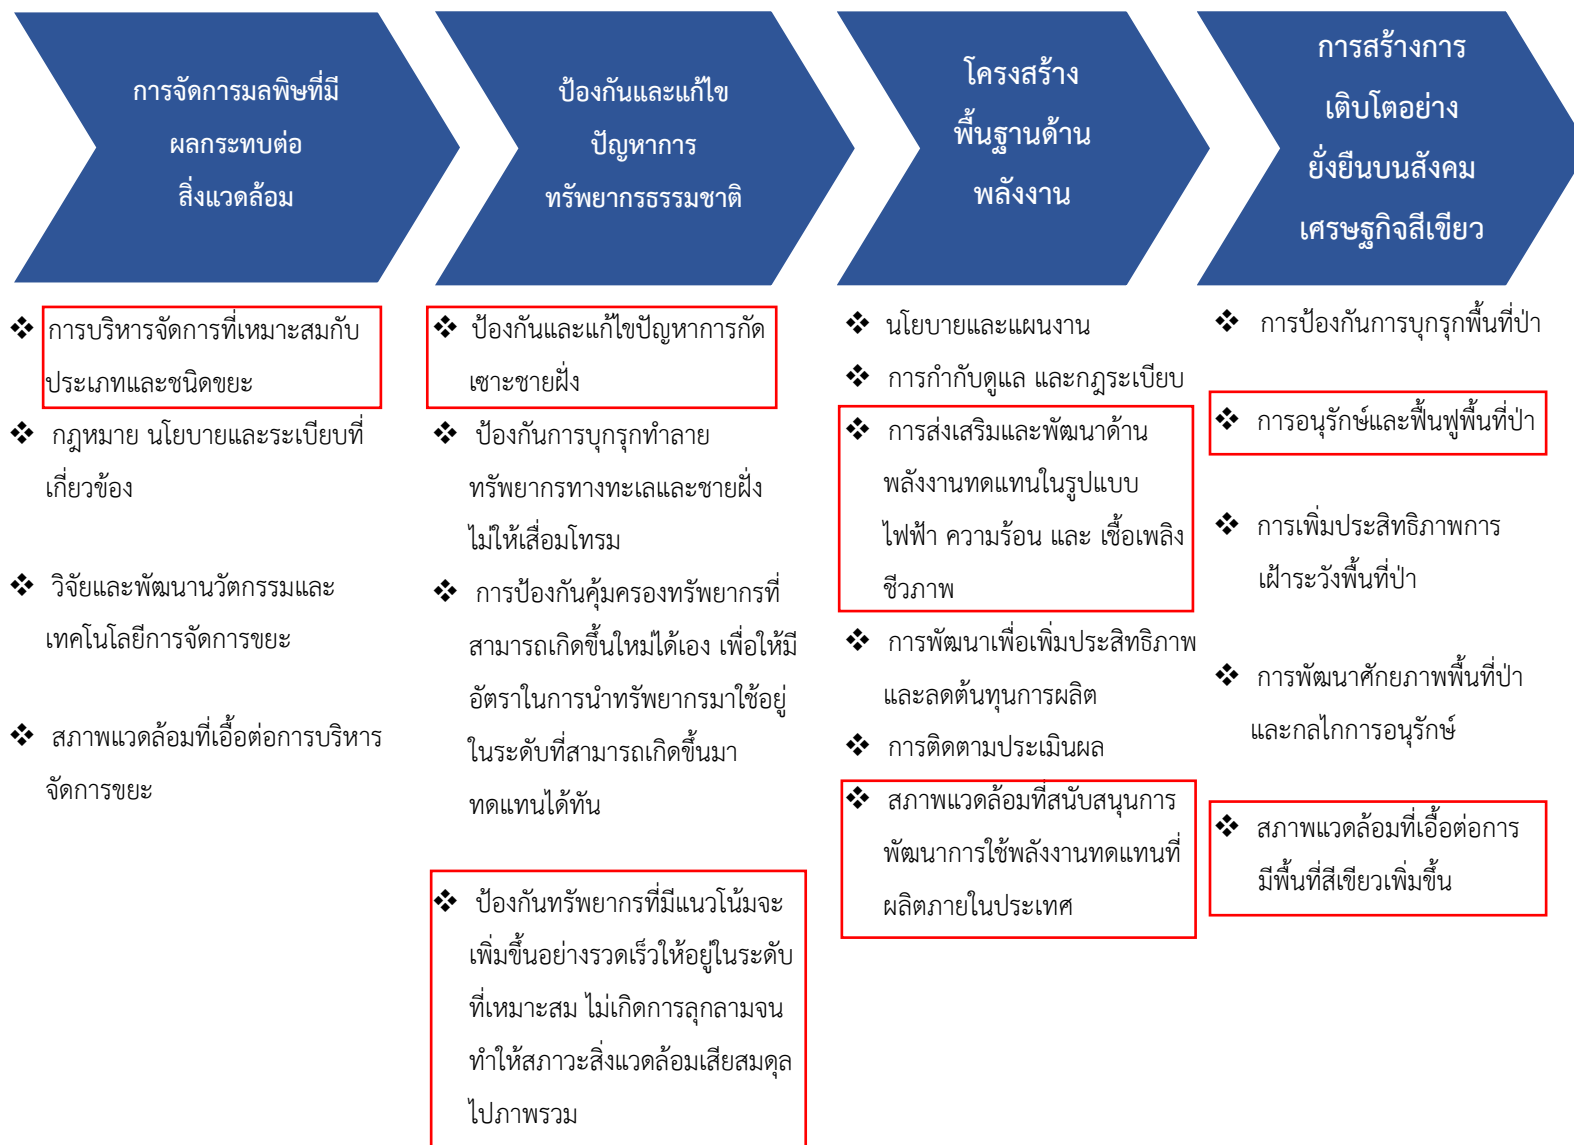 การจัดการมลพิษที่มี
ผลกระทบต่อ
สิ่งแวดล้อม
❖ การบริหารจัดการที่เหมาะสมกับ
ประเภทและชนิดขยะ
❖ กฎหมาย นโยบายและระเบียบที่
เกี่ยวข้อง
❖ วิจัยและพัฒนานวัตกรรมและ
เทคโนโลยีการจัดการขยะ
❖ สภาพแวดล้อมที่เอื้อต่อการบริหาร
จัดการขยะ
ป้องกันและแก้ไข
ปัญหาการ
ทรัพยากรธรรมชาติ
❖ ป้องกันและแก้ไขปัญหาการกัด
เซาะชายฝั่ง
❖ ป้องกันการบุกรุกทำลาย
ทรัพยากรทางทะเลและชายฝั่ง
ไม่ให้เสื่อมโทรม
❖ การป้องกันคุ้มครองทรัพยากรที่
สามารถเกิดขึ้นใหม่ได้เอง เพื่อให้มี
อัตราในการนำทรัพยากรมาใช้อยู่
ในระดับที่สามารถเกิดขึ้นมา
ทดแทนได้ทัน
❖ ป้องกันทรัพยากรที่มีแนวโน้มจะ
เพิ่มขึ้นอย่างรวดเร็วให้อยู่ในระดับ
ที่เหมาะสม ไม่เกิดการลุกลามจน
ทำให้สภาวะสิ่งแวดล้อมเสียสมดุล
ไปภาพรวม
โครงสร้าง
พื้นฐานด้าน
พลังงาน
❖ นโยบายและแผนงาน
❖ การกำกับดูแล และกฎระเบียบ
❖ การส่งเสริมและพัฒนาด้าน
พลังงานทดแทนในรูปแบบ
ไฟฟ้า ความร้อน และ เชื้อเพลิง
ชีวภาพ
❖ การพัฒนาเพื่อเพิ่มประสิทธิภาพ
และลดต้นทุนการผลิต
❖ การติดตามประเมินผล
❖ สภาพแวดล้อมที่สนับสนุนการ
พัฒนาการใช้พลังงานทดแทนที่
ผลิตภายในประเทศ
การสร้างการ
เติบโตอย่าง
ยั่งยืนบนสังคม
เศรษฐกิจสีเขียว
❖ การป้องกันการบุกรุกพื้นที่ป่า
❖ การอนุรักษ์และฟื้นฟูพื้นที่ป่า
❖ การเพิ่มประสิทธิภาพการ
เฝ้าระวังพื้นที่ป่า
❖ การพัฒนาศักยภาพพื้นที่ป่า
และกลไกการอนุรักษ์
❖ สภาพแวดล้อมที่เอื้อต่อการ
มีพื้นที่สีเขียวเพิ่มขึ้น